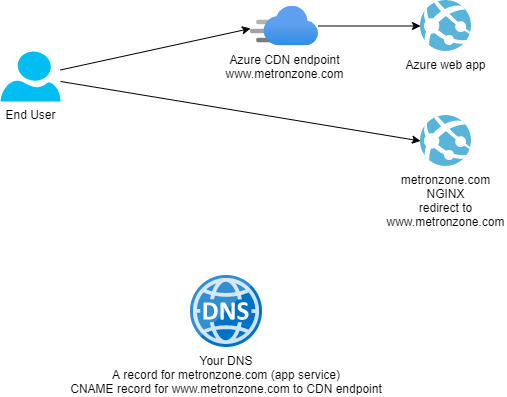 Azure CDN endpoint
www.metronzone.com
Azure web app
End User
metronzone.com
NGINX
redirect to
www.metronzone.com
DNS
Your DNS
A record for metronzone.com (app service)
CNAME record for www.metronzone.com to CDN endpoint